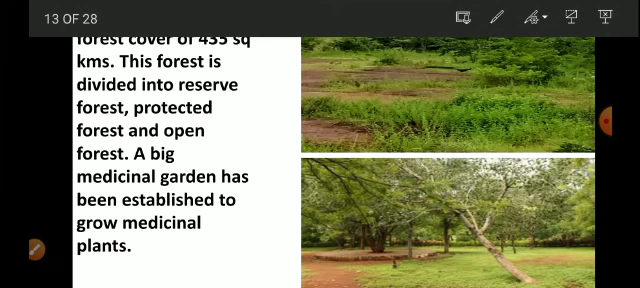 13 OF 28
forest cover of 435 sq
kms. This forest is
divided into reserve
forest, protected
forest and open
forest. A big
medicinal garden has
been established to
grow medicinal
plants.